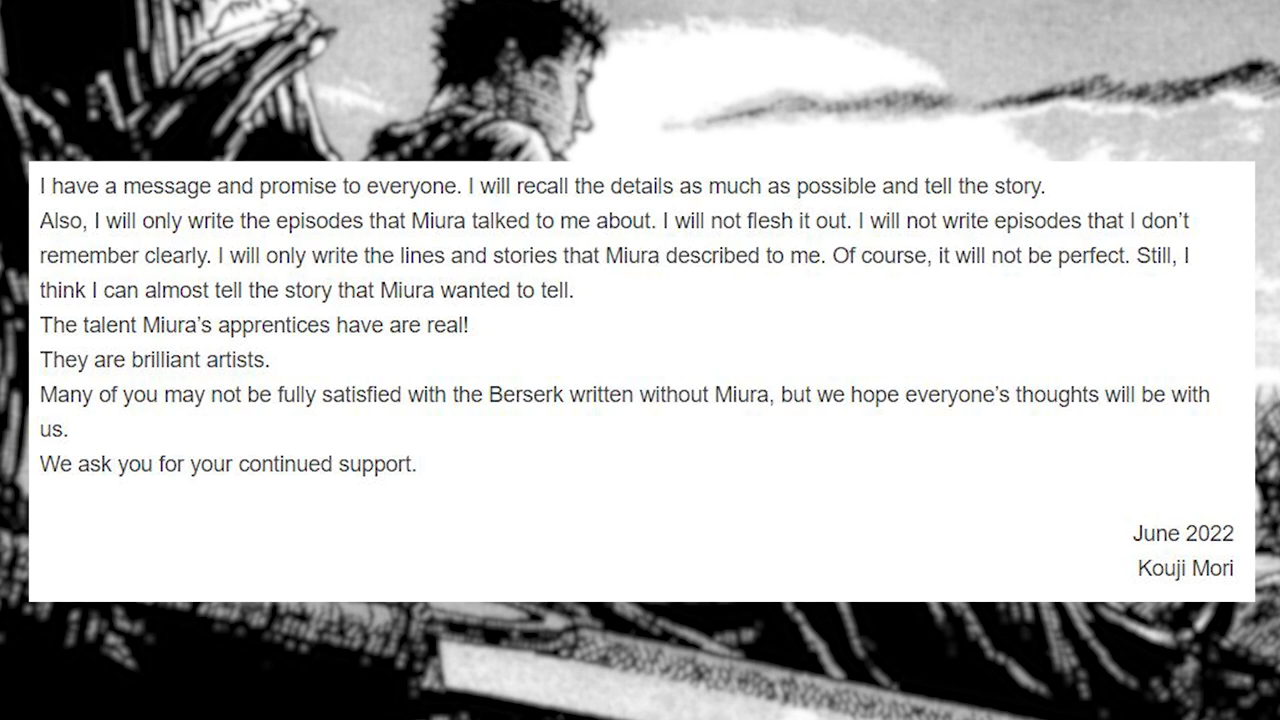 I have a message and promise to everyone. I will recall the details as much as possible and tell the story.
Also, I will only write the episodes that Miura talked to me about. I will not flesh it out. I will not write episodes that I don’t
remember clearly. I will only write the lines and stories that Miura described to me. Of course, it will not be perfect. Still, I
think I can almost tell the story that Miura wanted to tell.
The talent Miura’s apprentices have are real!
They are brilliant artists.
Many of you may not be fully satisfied with the Berserk written without Miura, but we hope everyone’s thoughts will be with
us.
We ask you for your continued support.
June 2022
Kouji Mori